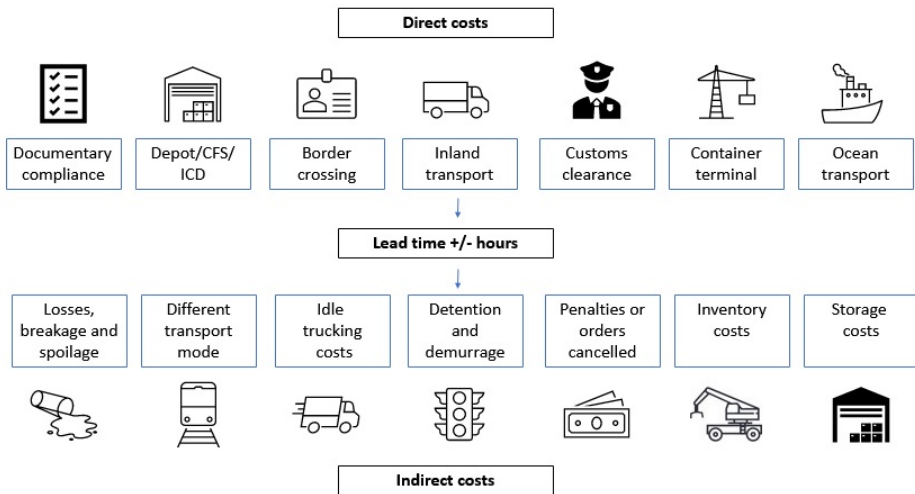 Direct costs
Documentary
compliance
Depot/CFS/
ICD
Border
crossing
Inland
transport
Customs
clearance
Container
terminal
Ocean
transport
Lead time +/- hours
Losses,
breakage and
spoilage
Different
transport
mode
Idle
trucking
costs
Detention
and
demurrage
Penalties or
orders
cancelled
Inventory
costs
Storage
costs
Indirect costs